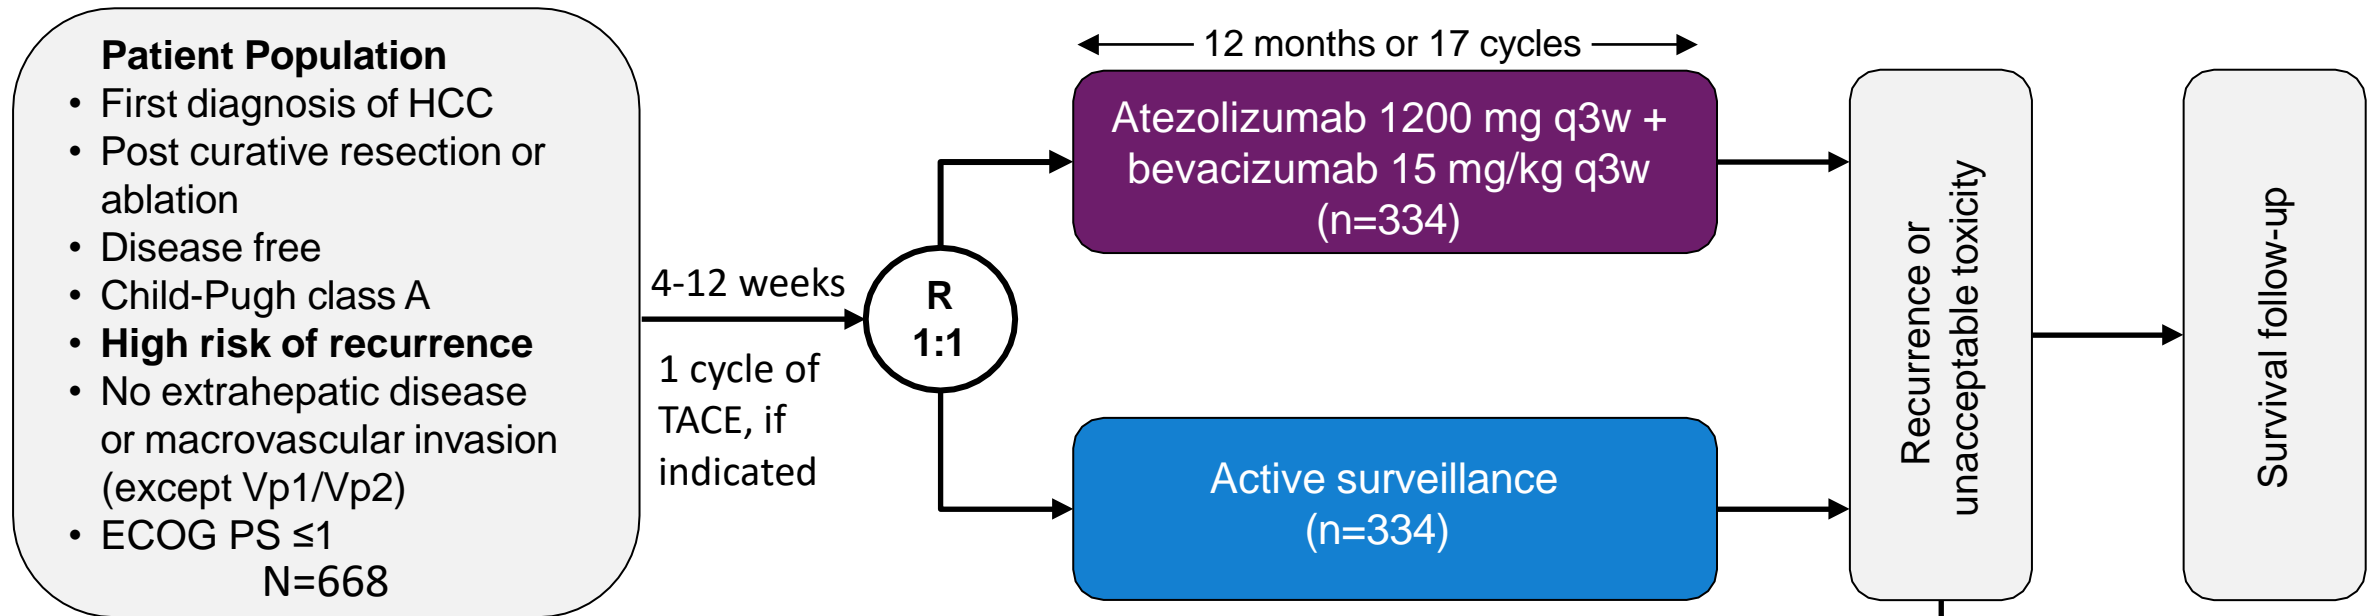 Patient Population
• First diagnosis of HCC
• Post curative resection or
ablation
• Disease free
• Child-Pugh class A
• High risk of recurrence
• No extrahepatic disease
or macrovascular invasion
(except Vp1/Vp2)
• ECOG PS ≤1
N=668
4-12 weeks
1 cycle of
TACE, if
indicated
R
1:1
12 months or 17 cycles
Atezolizumab 1200 mg q3w +
bevacizumab 15 mg/kg q3w
(n=334)
Active surveillance
(n=334)
Recurrence or
unacceptable toxicity
Survival follow-up